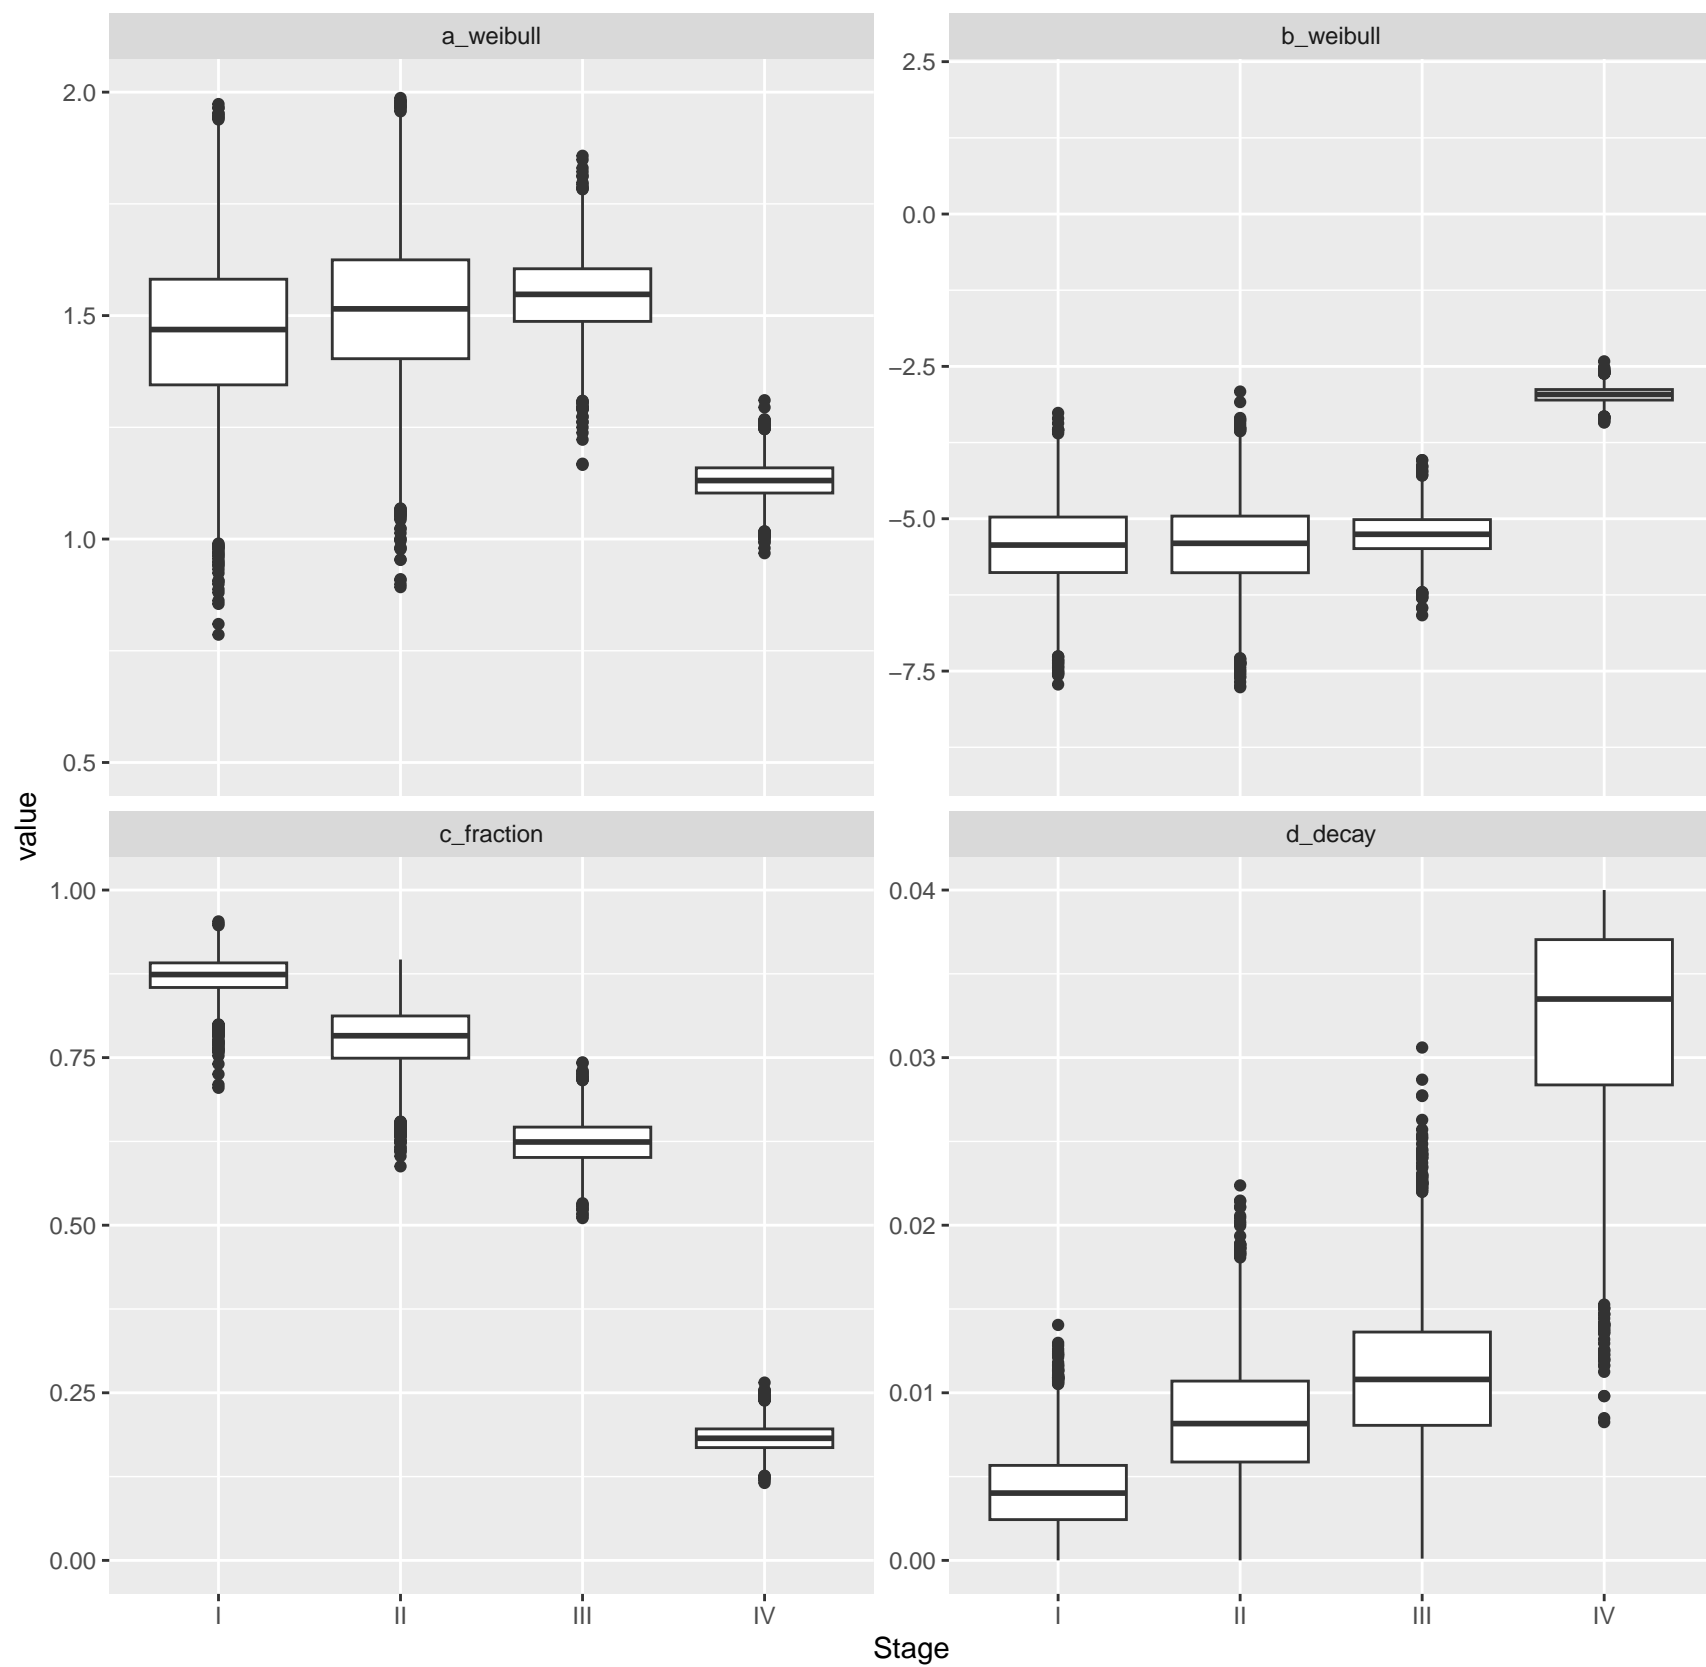 a_weibull
b_weibull
2.0
1.5
1.0
0.5
2.5
0.0
−2.5
−5.0
−7.5
value
c_fraction
d_decay
1.00
0.75
0.50
0.25
0.00
0.04
0.03
0.02
0.01
0.00
I II III IV
I II III IV
Stage